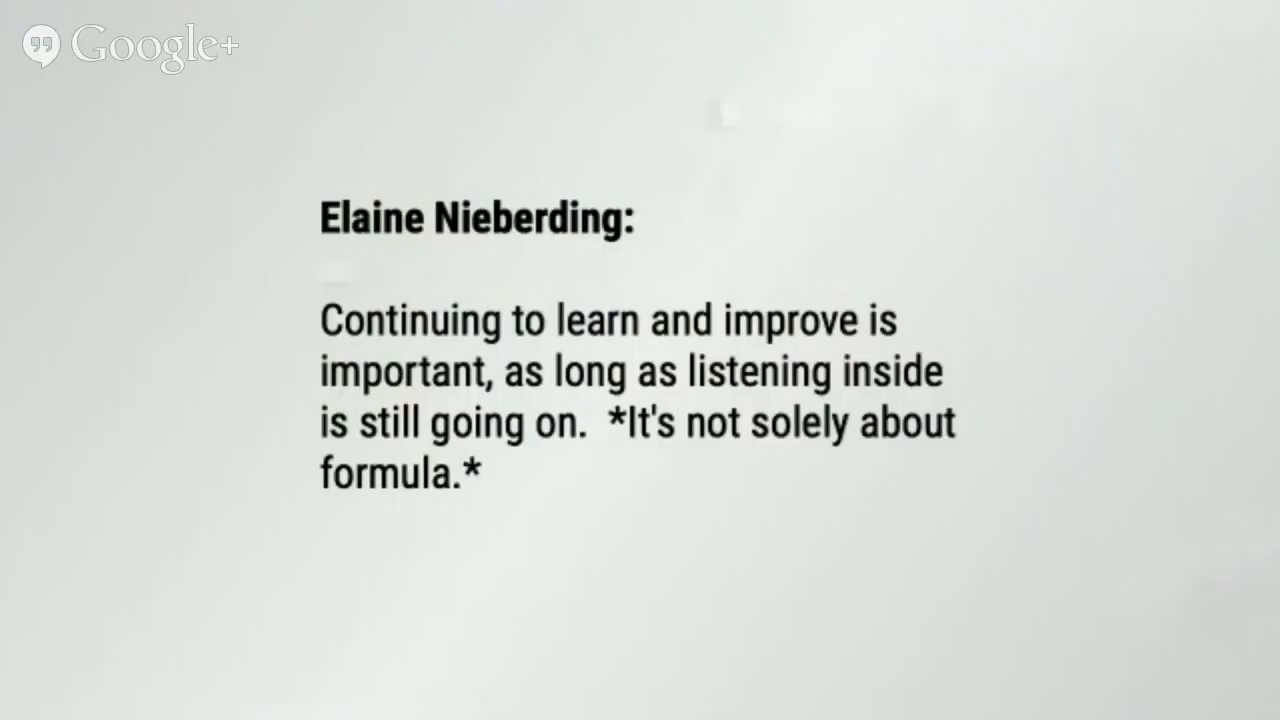 Google+
Elaine Nieberding:
Continuing to learn and improve is
important, as long as listening inside
is still going on.  *It's not solely about
formula.*